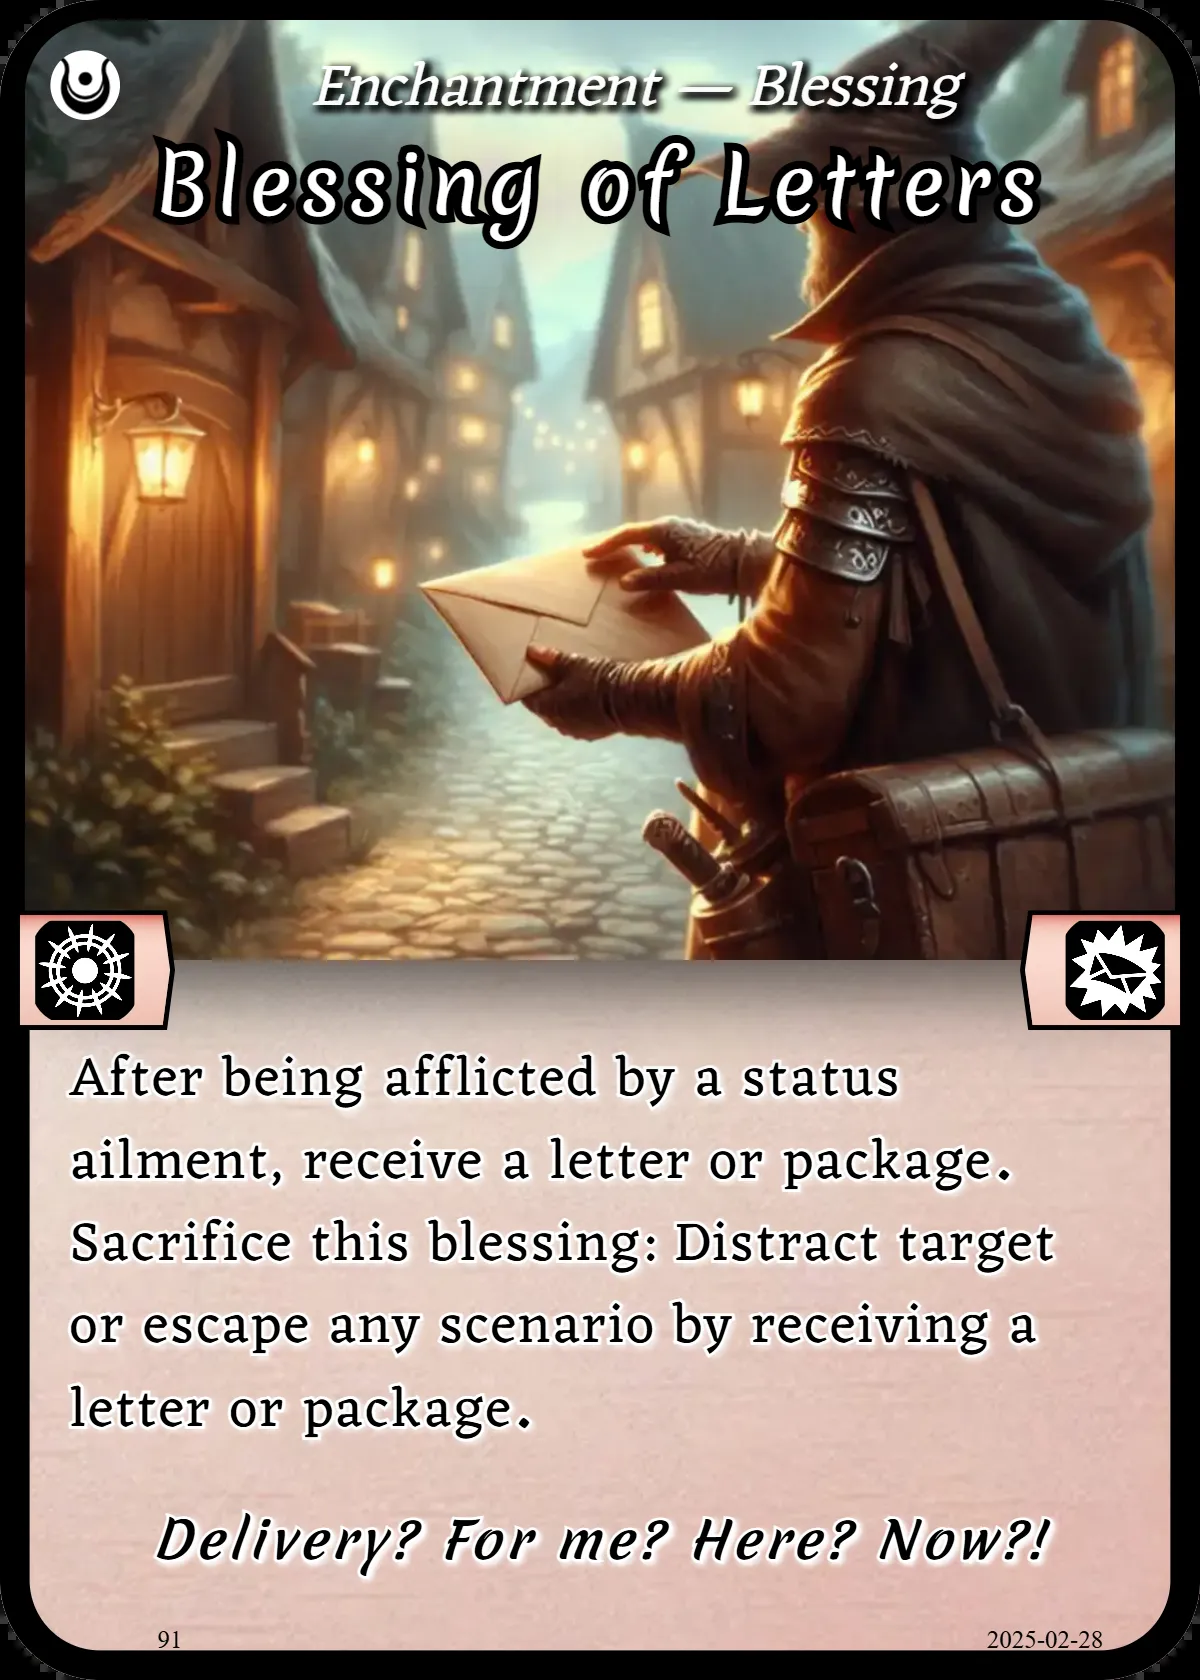 Enchantment — Blessing
Blessing of Letters
After being afflicted by a status
ailment, receive a letter or package.
Sacrifice this blessing: Distract target
or escape any scenario by receiving a
letter or package.
Delivery? For me? Here? Now?!
91
2025-02-28